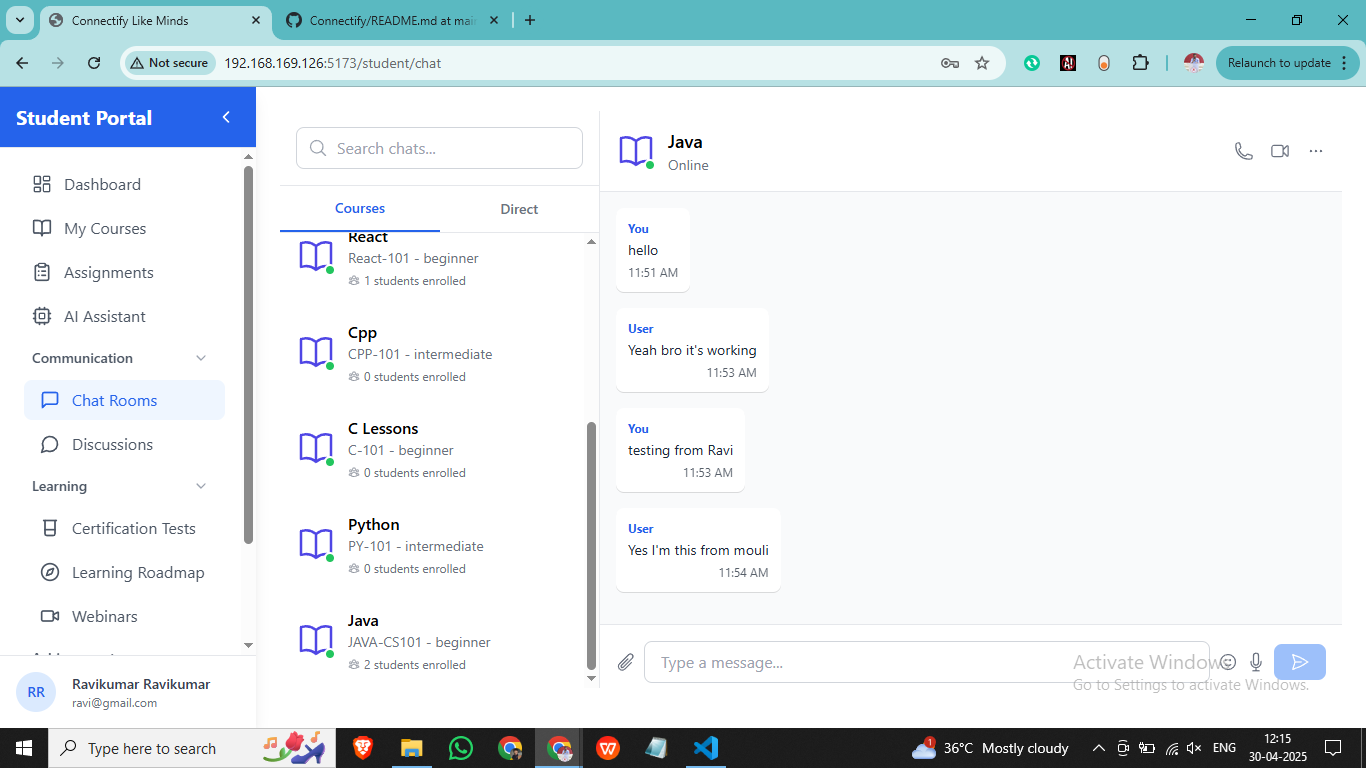 Connectify Like Minds
Connectify/README.md at mai
Not secure
192.168.169.126:5173/student/chat
Relaunch to update
Student Portal
Dashboard
My Courses
Assignments
AI Assistant
Communication
Chat Rooms
Discussions
Learning
Certification Tests
Learning Roadmap
Webinars
RR
Ravikumar Ravikumar
ravi@gmail.com
Search chats...
Courses
Direct
React
React-101 - beginner
1 students enrolled
Cpp
CPP-101 - intermediate
0 students enrolled
C Lessons
C-101 - beginner
0 students enrolled
Python
PY-101 - intermediate
0 students enrolled
Java
JAVA-CS101 - beginner
2 students enrolled
Java
Online
You
hello
11:51 AM
User
Yeah bro it's working
11:53 AM
You
testing from Ravi
11:53 AM
User
Yes I'm this from mouli
11:54 AM
Type a message...
Activate Windows
Go to Settings to activate Windows.
Type here to search
1
36°C Mostly cloudy
ENG
12:15
30-04-2025